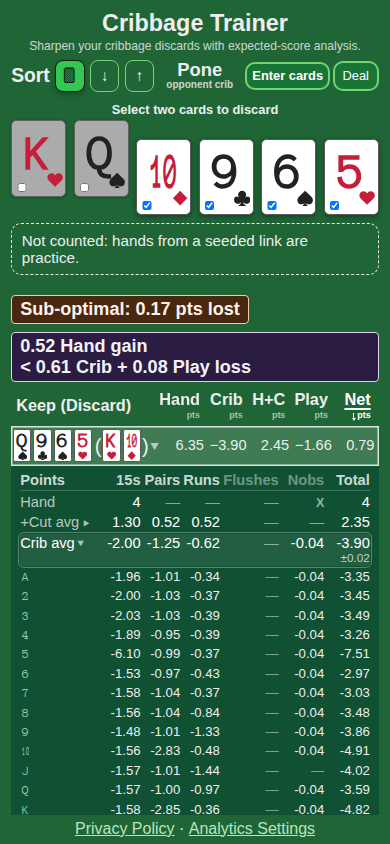 Cribbage Trainer
Sharpen your cribbage discards with expected-score analysis.
Sort ↓ ↑ Pone opponent crib Enter cards Deal
Select two cards to discard
K Q 10 9 6 5
Not counted: hands from a seeded link are
practice.
Sub-optimal: 0.17 pts lost
0.52 Hand gain
< 0.61 Crib + 0.08 Play loss
Keep (Discard) Hand pts Crib pts H+C pts Play pts Net ↓pts
Q 9 6 5 ( K 10 ) ▾ 6.35 −3.90 2.45 −1.66 0.79
Points 15s Pairs Runs Flushes Nobs Total
Hand 4 — — — x 4
+Cut avg ▸ 1.30 0.52 0.52 — — 2.35
Crib avg ▾ -2.00 -1.25 -0.62 — -0.04 -3.90
±0.02
A -1.96 -1.01 -0.34 — -0.04 -3.35
2 -2.00 -1.03 -0.37 — -0.04 -3.45
3 -2.03 -1.03 -0.39 — -0.04 -3.49
4 -1.89 -0.95 -0.39 — -0.04 -3.26
5 -6.10 -0.99 -0.37 — -0.04 -7.51
6 -1.53 -0.97 -0.43 — -0.04 -2.97
7 -1.58 -1.04 -0.37 — -0.04 -3.03
8 -1.56 -1.04 -0.84 — -0.04 -3.48
9 -1.48 -1.01 -1.33 — -0.04 -3.86
10 -1.56 -2.83 -0.48 — -0.04 -4.91
J -1.57 -1.01 -1.44 — — -4.02
Q -1.57 -1.00 -0.97 — -0.04 -3.59
K -1.58 -2.85 -0.36 — -0.04 -4.82
Privacy Policy · Analytics Settings